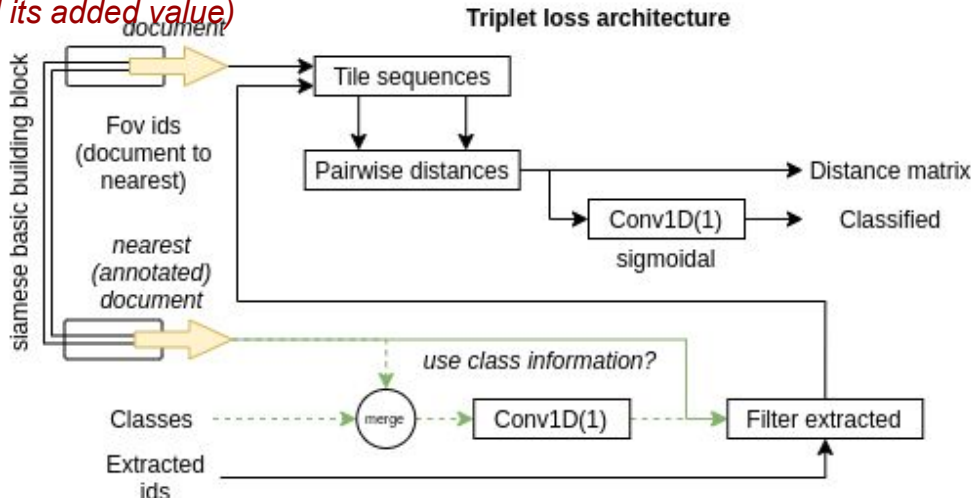 its added value)
Triplet loss architecture
document
Tile sequences
Fov ids
(document to
nearest)
Pairwise distances
Distance matrix
Conv1D(1)
Classified
sigmoidal
siamese basic building block
nearest
(annotated)
document
use class information?
Classes
merge
Conv1D(1)
Filter extracted
Extracted
ids